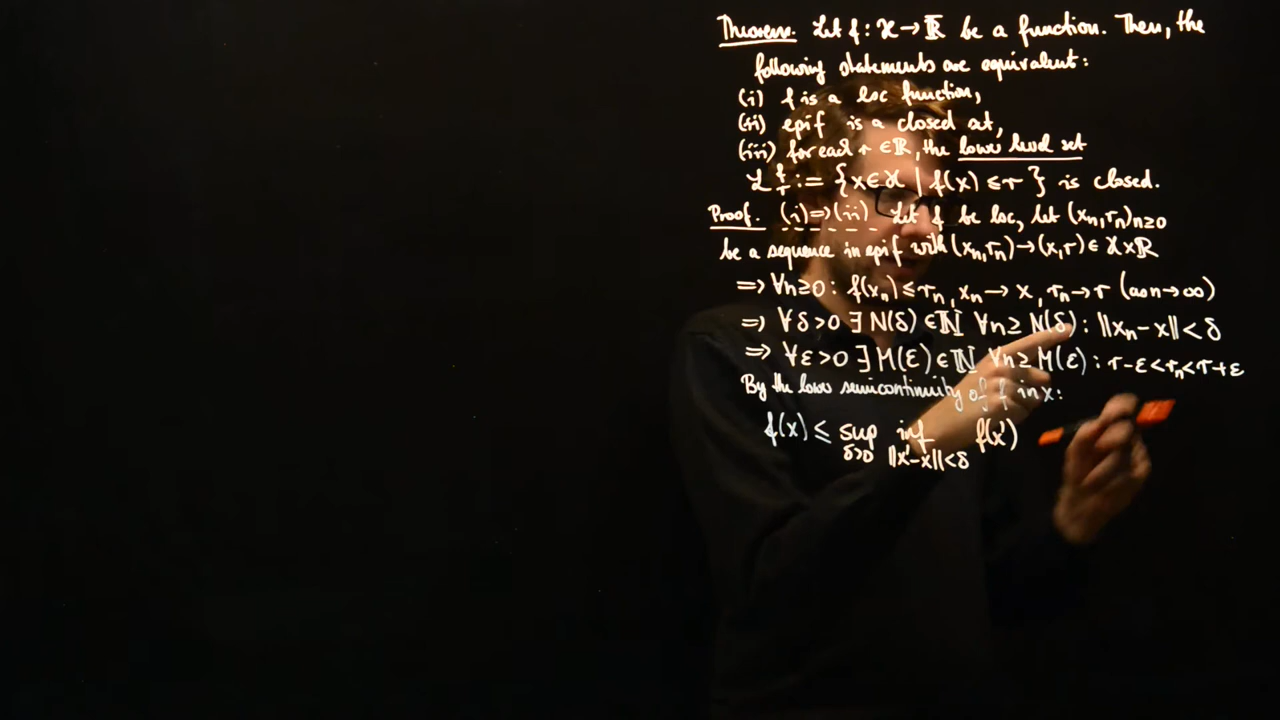 Theorem. Let f: X → ℝ be a function. Then, the
following statements are equivalent:
(i) f is a lsc function,
(ii) epi f is a closed set,
(iii) for each r ∈ ℝ, the lower level set
ℒ_r^f := {x ∈ X | f(x) ≤ r} is closed.
Proof. (i) ⇒ (ii) Let f be lsc, let (x_n, r_n)_{n≥0}
be a sequence in epi f with (x_n, r_n) → (x, r) ∈ X × ℝ
⇒ ∀n≥0: f(x_n) ≤ r_n, x_n → x, r_n → r (as n → ∞)
⇒ ∀δ>0 ∃ N(δ) ∈ ℕ ∀n ≥ N(δ): ||x_n - x|| < δ
⇒ ∀ε>0 ∃ M(ε) ∈ ℕ ∀n ≥ M(ε): r-ε < r_n < r+ε
By the lower semicontinuity of f in x:
f(x) ≤ sup_{δ>0} inf_{||x'-x||<δ} f(x')